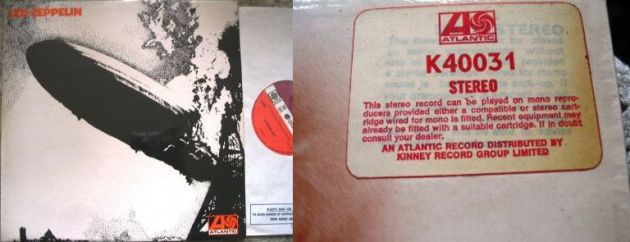 LED ZEPPELIN
ATLANTIC
ATLANTIC
K40031
STEREO
This stereo record can be played on mono repro-
ducers provided either a compatible or stereo cart-
ridge wired for mono is fitted. Recent equipment may
already be fitted with a suitable cartridge. If in doubt
consult your dealer.
AN ATLANTIC RECORD DISTRIBUTED BY
KINNEY RECORD GROUP LIMITED